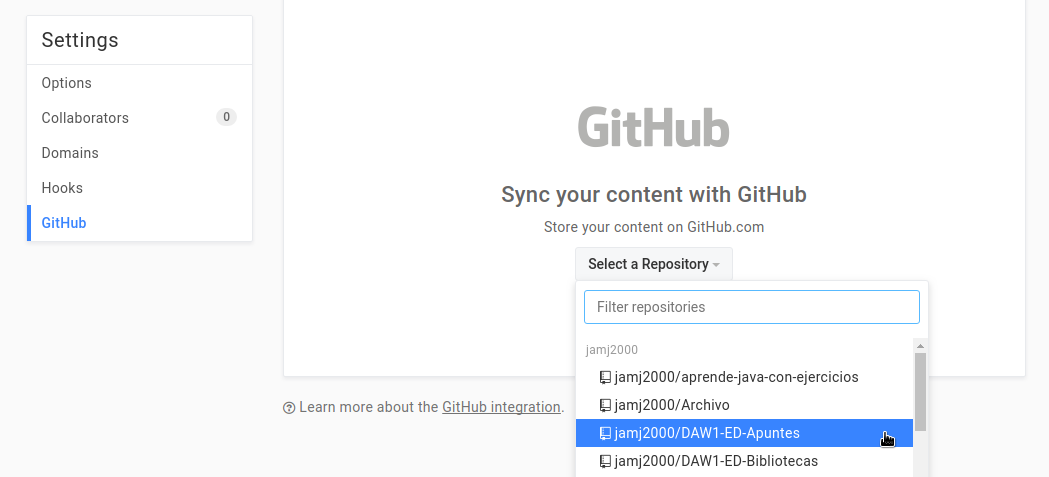 Settings
Options
Collaborators 0
Domains
Hooks
GitHub
GitHub
Sync your content with GitHub
Store your content on GitHub.com
Select a Repository
Filter repositories
jamj2000
jamj2000/aprende-java-con-ejercicios
jamj2000/Archivo
jamj2000/DAW1-ED-Apuntes
jamj2000/DAW1-ED-Bibliotecas
Learn more about the GitHub integration.